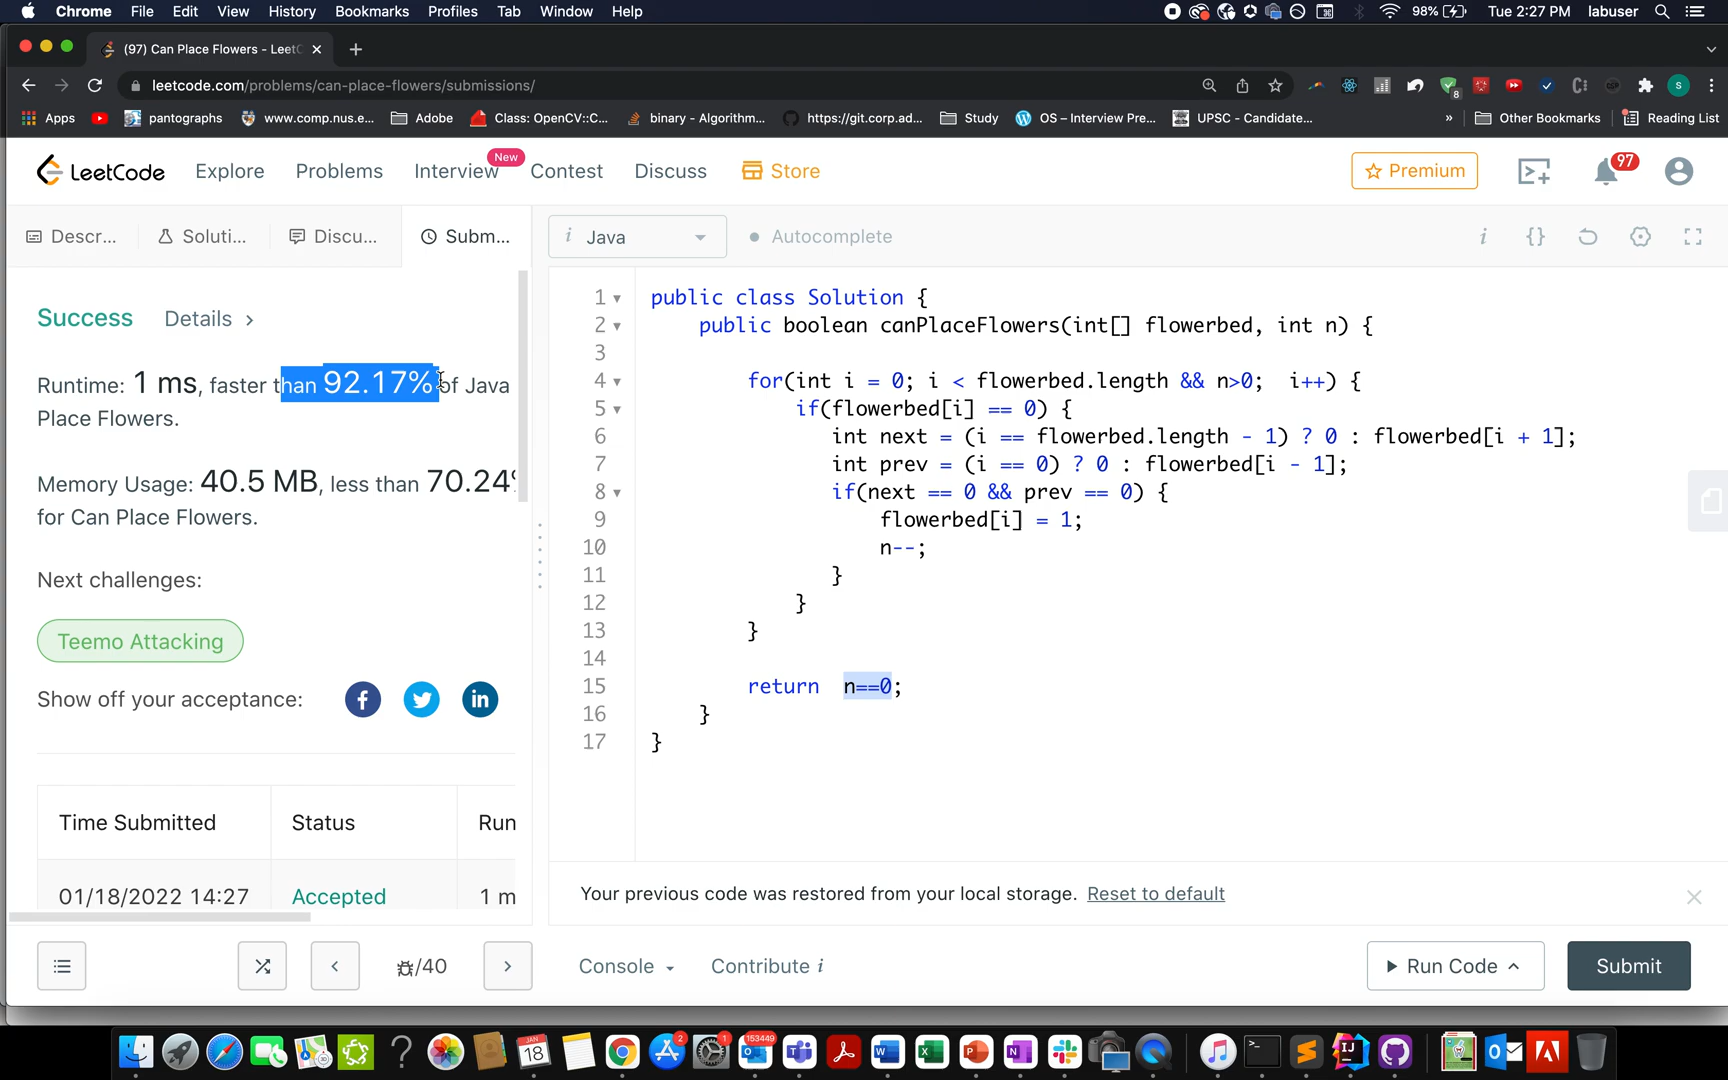 Chrome File Edit View History Bookmarks Profiles Tab Window Help 98% Tue 2:27 PM labuser
(97) Can Place Flowers - LeetC
leetcode.com/problems/can-place-flowers/submissions/ S 8
Apps pantographs www.comp.nus.e... Adobe Class: OpenCV::C... binary - Algorithm... https://git.corp.ad... Study OS – Interview Pre... UPSC - Candidate... » Other Bookmarks Reading List
LeetCode Explore Problems Interview New Contest Discuss Store Premium 97
Descr... Soluti... Discu... Subm... i Java Autocomplete i {}
Success Details >
Runtime: 1 ms, faster than 92.17% of Java
Place Flowers.
Memory Usage: 40.5 MB, less than 70.24%
for Can Place Flowers.
Next challenges:
Teemo Attacking
Show off your acceptance:
Time Submitted Status Run
01/18/2022 14:27 Accepted 1 m
/40
1 public class Solution {
2 public boolean canPlaceFlowers(int[] flowerbed, int n) {
3
4 for(int i = 0; i < flowerbed.length && n>0; i++) {
5 if(flowerbed[i] == 0) {
6 int next = (i == flowerbed.length - 1) ? 0 : flowerbed[i + 1];
7 int prev = (i == 0) ? 0 : flowerbed[i - 1];
8 if(next == 0 && prev == 0) {
9 flowerbed[i] = 1;
10 n--;
11 }
12 }
13 }
14
15 return n==0;
16 }
17 }
Your previous code was restored from your local storage. Reset to default
Console Contribute i Run Code Submit
JAN 18 2 1 153449